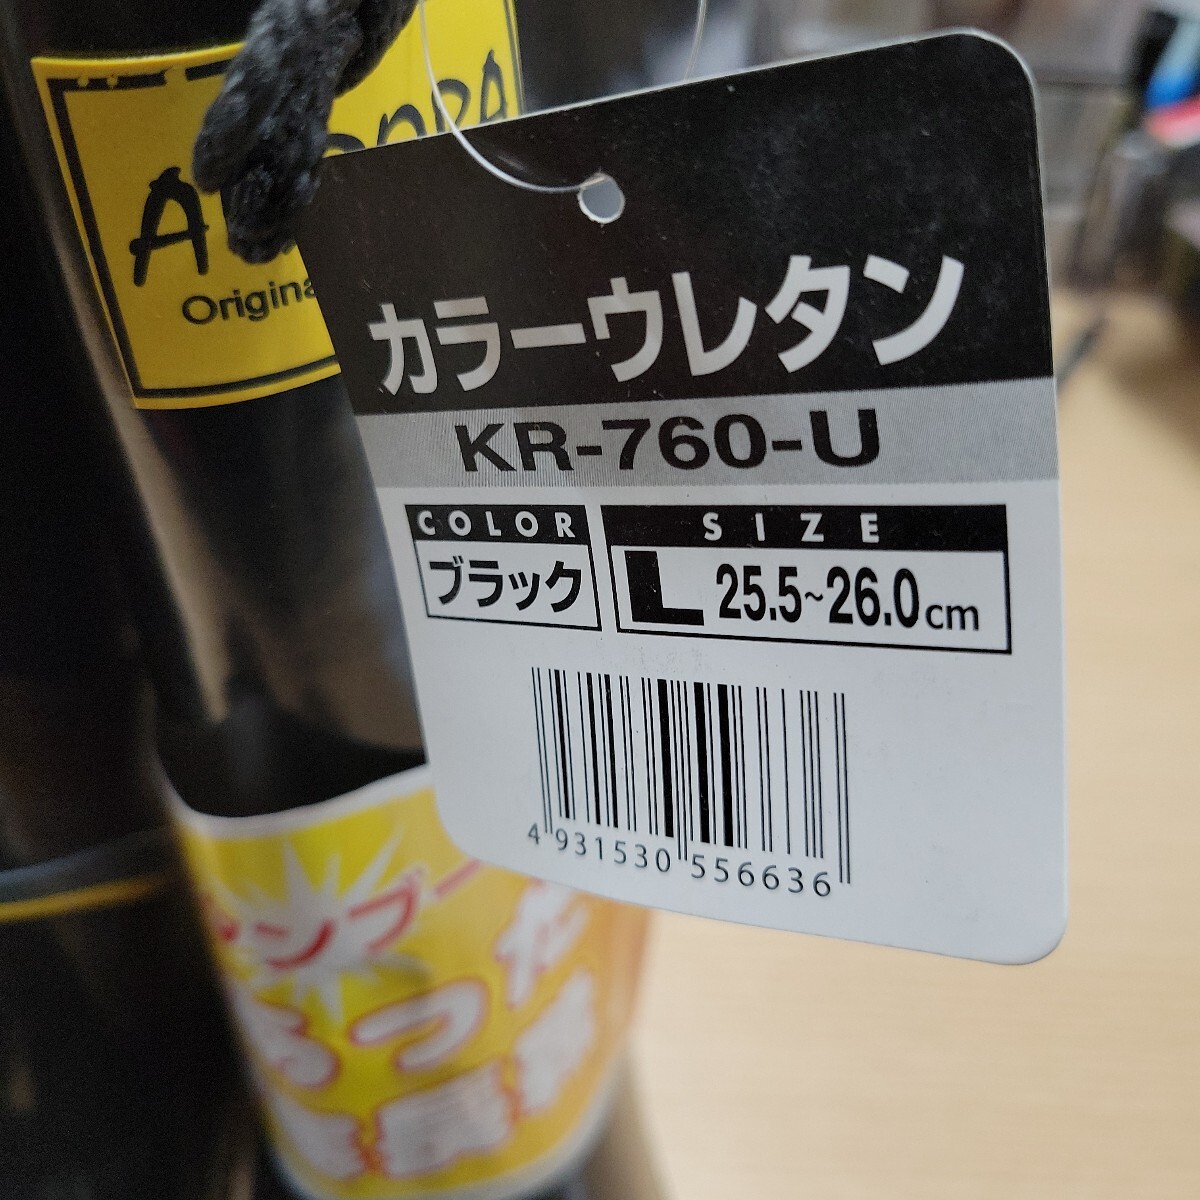 Origina
カラーウレタン
KR-760-U
COLOR
ブラック
SIZE
L 25.5~26.0cm
4 931530 556636